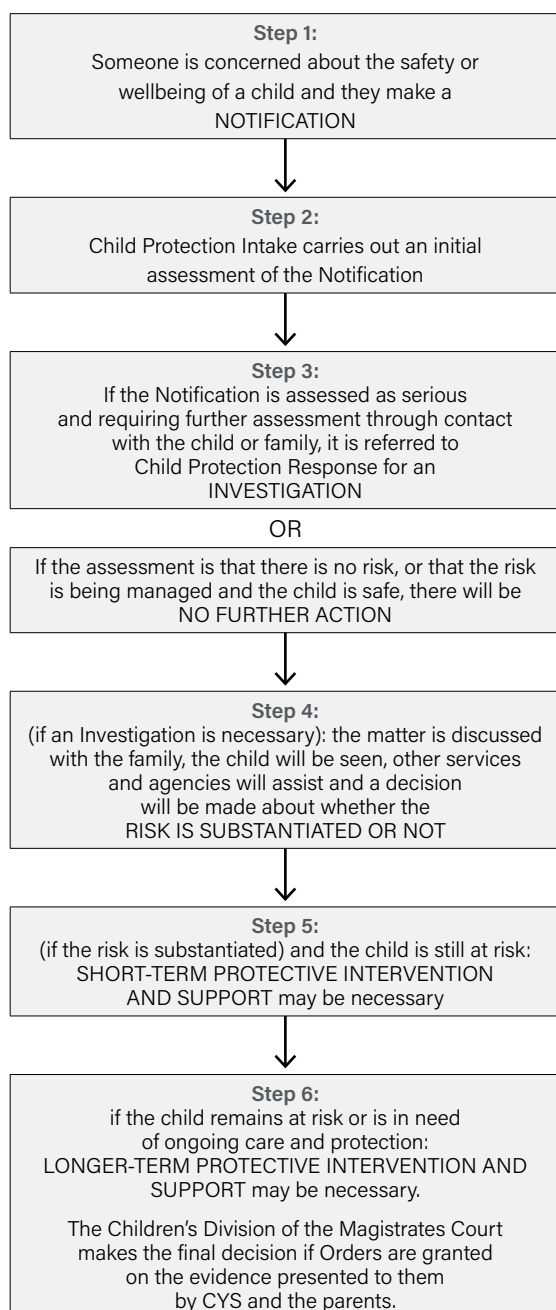 Step 1:
Someone is concerned about the safety or
wellbeing of a child and they make a
NOTIFICATION
Step 2:
Child Protection Intake carries out an initial
assessment of the Notification
Step 3:
If the Notification is assessed as serious
and requiring further assessment through contact
with the child or family, it is referred to
Child Protection Response for an
INVESTIGATION
OR
If the assessment is that there is no risk, or that the risk
is being managed and the child is safe, there will be
NO FURTHER ACTION
Step 4:
(if an Investigation is necessary): the matter is discussed
with the family, the child will be seen, other services
and agencies will assist and a decision
will be made about whether the
RISK IS SUBSTANTIATED OR NOT
Step 5:
(if the risk is substantiated) and the child is still at risk:
SHORT-TERM PROTECTIVE INTERVENTION
AND SUPPORT may be necessary
Step 6:
if the child remains at risk or is in need
of ongoing care and protection:
LONGER-TERM PROTECTIVE INTERVENTION AND
SUPPORT may be necessary.
The Children’s Division of the Magistrates Court
makes the final decision if Orders are granted
on the evidence presented to them
by CYS and the parents.